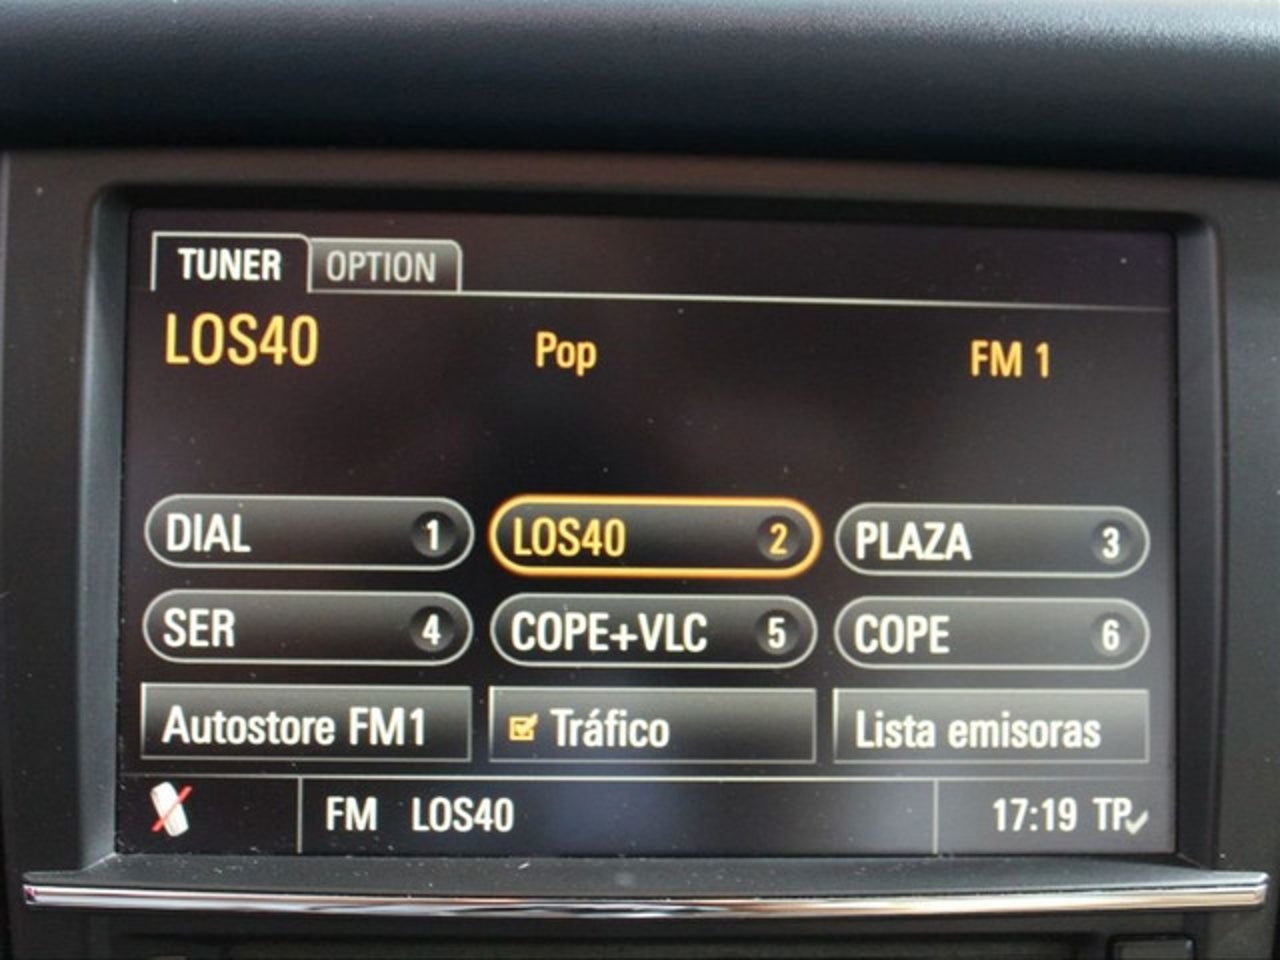 TUNER OPTION
LOS40 Pop FM 1
DIAL 1 LOS40 2 PLAZA 3
SER 4 COPE+VLC 5 COPE 6
Autostore FM1 Tráfico Lista emisoras
FM LOS40 17:19 TP